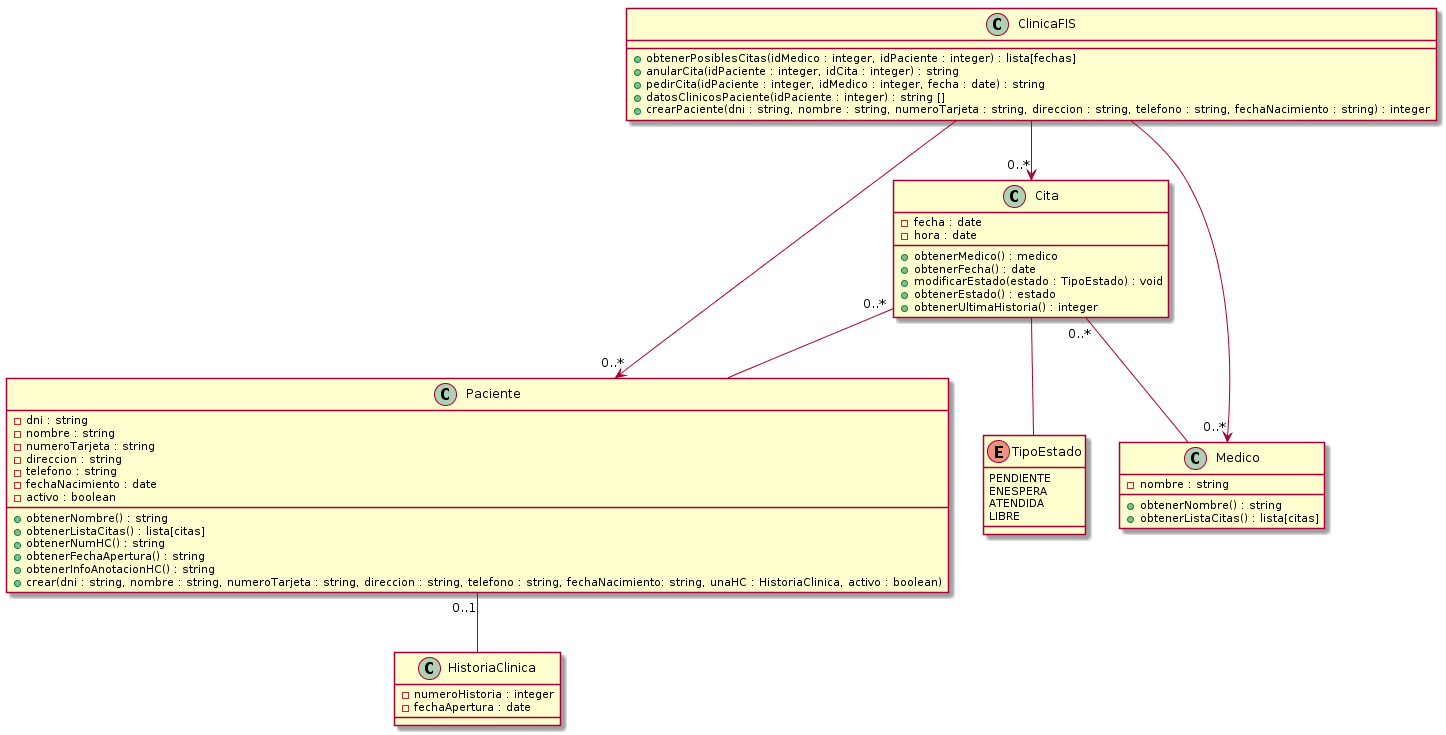 C ClinicaFIS
obtenerPosiblesCitas(idMedico : integer, idPaciente : integer) : lista[fechas]
anularCita(idPaciente : integer, idCita : integer) : string
pedirCita(idPaciente : integer, idMedico : integer, fecha : date) : string
datosClinicosPaciente(idPaciente : integer) : string []
crearPaciente(dni : string, nombre : string, numeroTarjeta : string, direccion : string, telefono : string, fechaNacimiento : string) : integer
0..*
C Cita
fecha : date
hora : date
obtenerMedico() : medico
obtenerFecha() : date
modificarEstado(estado : TipoEstado) : void
obtenerEstado() : estado
obtenerUltimaHistoria() : integer
0..*
0..*
0..*
0..*
C Paciente
dni : string
nombre : string
numeroTarjeta : string
direccion : string
telefono : string
fechaNacimiento : date
activo : boolean
obtenerNombre() : string
obtenerListaCitas() : lista[citas]
obtenerNumHC() : string
obtenerFechaApertura() : string
obtenerInfoAnotacionHC() : string
crear(dni : string, nombre : string, numeroTarjeta : string, direccion : string, telefono : string, fechaNacimiento: string, unaHC : HistoriaClinica, activo : boolean)
E TipoEstado
PENDIENTE
ENESPERA
ATENDIDA
LIBRE
C Medico
nombre : string
obtenerNombre() : string
obtenerListaCitas() : lista[citas]
0..1
C HistoriaClinica
numeroHistoria : integer
fechaApertura : date